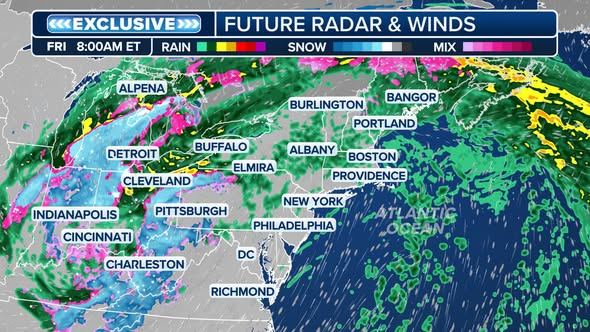 EXCLUSIVE
FUTURE RADAR & WINDS
FRI 8:00AM ET
RAIN
SNOW
MIX
ALPENA
BURLINGTON
BANGOR
PORTLAND
DETROIT
BUFFALO
ALBANY
BOSTON
CLEVELAND
ELMIRA
PROVIDENCE
INDIANAPOLIS
PITTSBURGH
NEW YORK
ATLANTIC
OCEAN
CINCINNATI
PHILADELPHIA
CHARLESTON
DC
RICHMOND